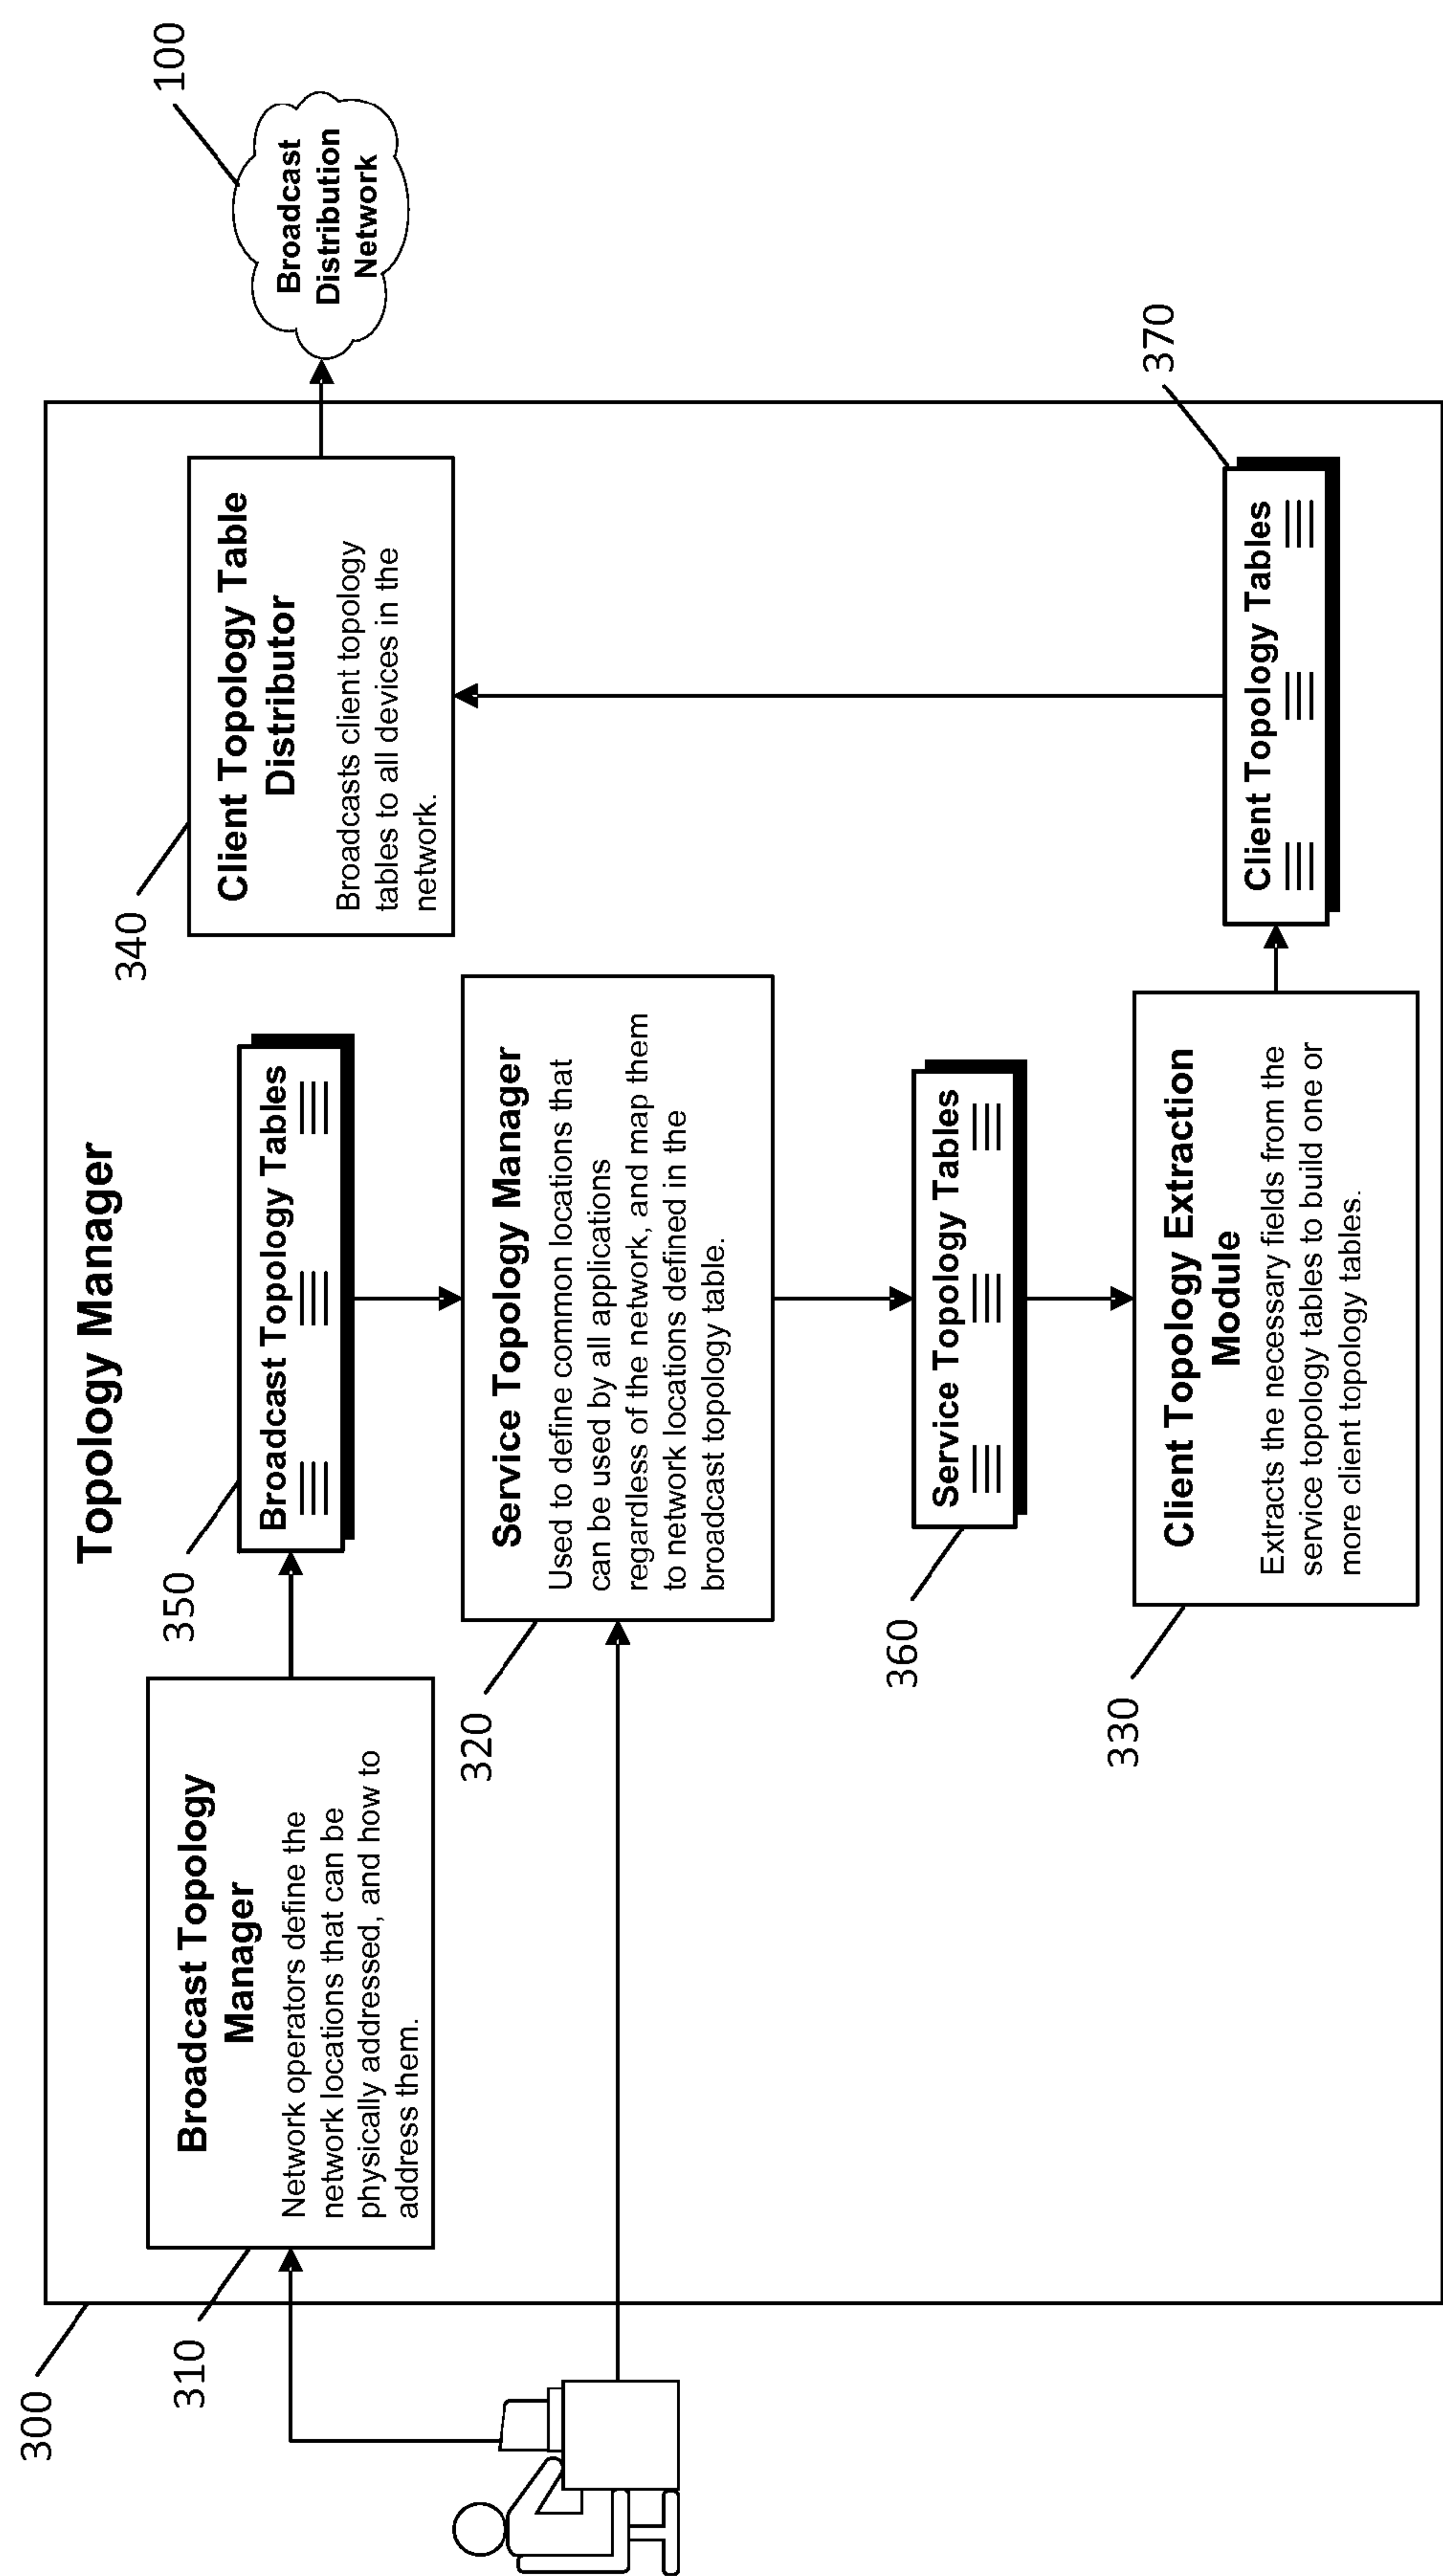 Topology Manager
300
310
Broadcast Topology
Manager
Network operators define the
network locations that can be
physically addressed, and how to
address them.
350
Broadcast Topology Tables
320
Service Topology Manager
Used to define common locations that
can be used by all applications
regardless of the network, and map them
to network locations defined in the
broadcast topology table.
360
Service Topology Tables
330
Client Topology Extraction
Module
Extracts the necessary fields from the
service topology tables to build one or
more client topology tables.
340
Client Topology Table
Distributor
Broadcasts client topology
tables to all devices in the
network.
370
Client Topology Tables
100
Broadcast
Distribution
Network